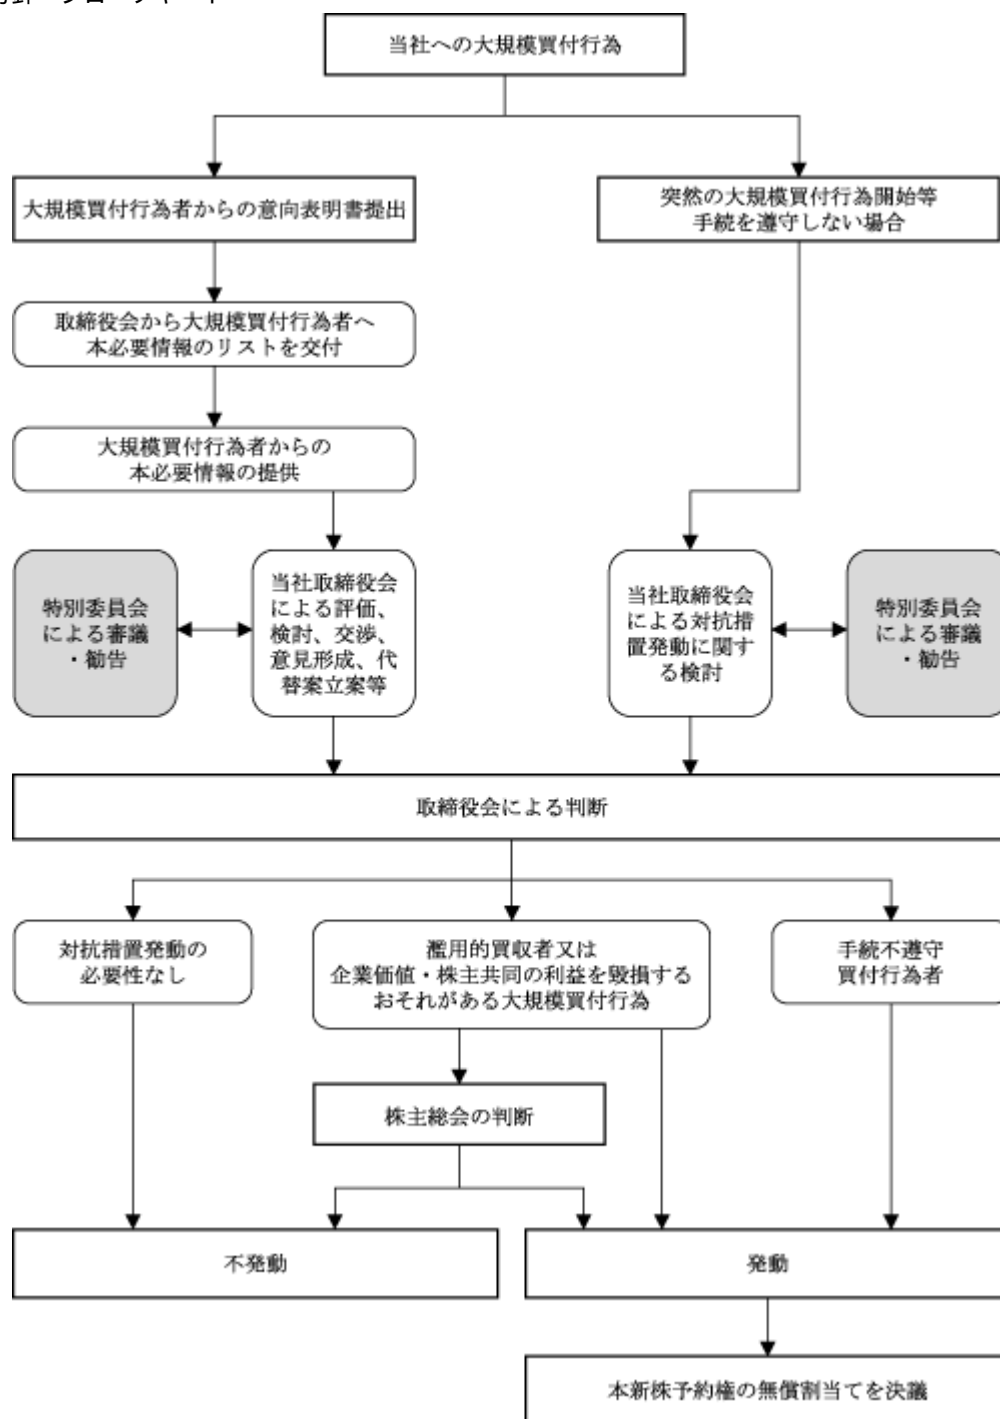 当社への大規模買付行為
大規模買付行為者からの意向表明書提出
突然の大規模買付行為開始等
手続を遵守しない場合
取締役会から大規模買付行為者へ
本必要情報のリストを交付
大規模買付行為者からの
本必要情報の提供
特別委員会
による審議
・勧告
当社取締役会
による評価、
検討、交渉、
意見形成、代
替案立案等
当社取締役会
による対抗措
置発動に関す
る検討
特別委員会
による審議
・勧告
取締役会による判断
対抗措置発動の
必要性なし
濫用的買収者又は
企業価値・株主共同の利益を毀損する
おそれがある大規模買付行為
手続不遵守
買付行為者
株主総会の判断
不発動
発動
本新株予約権の無償割当てを決議